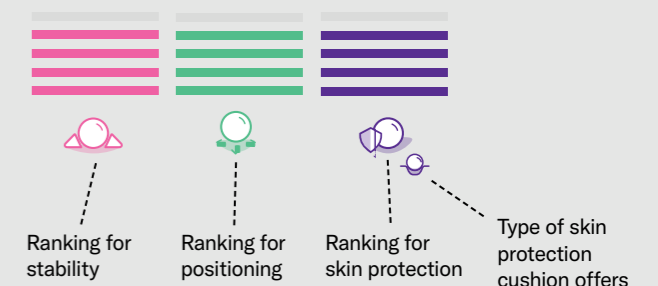 Ranking for
stability
Ranking for
positioning
Ranking for
skin protection
Type of skin
protection
cushion offers